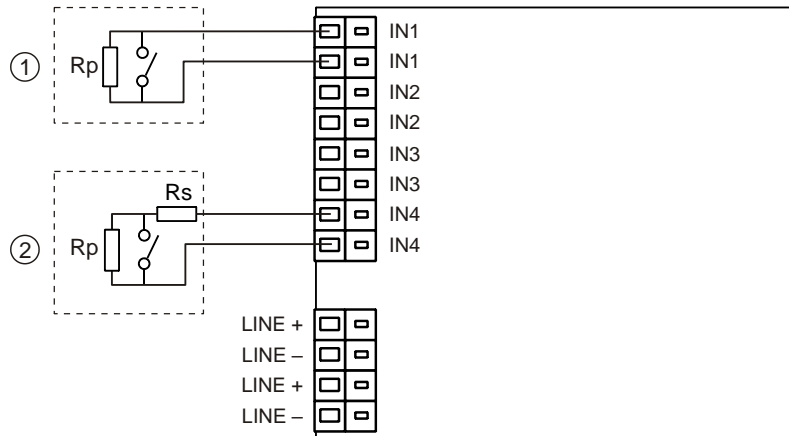 IN1
① Rp IN1
IN2
IN2
IN3
IN3
Rs IN4
② Rp IN4
LINE +
LINE –
LINE +
LINE –